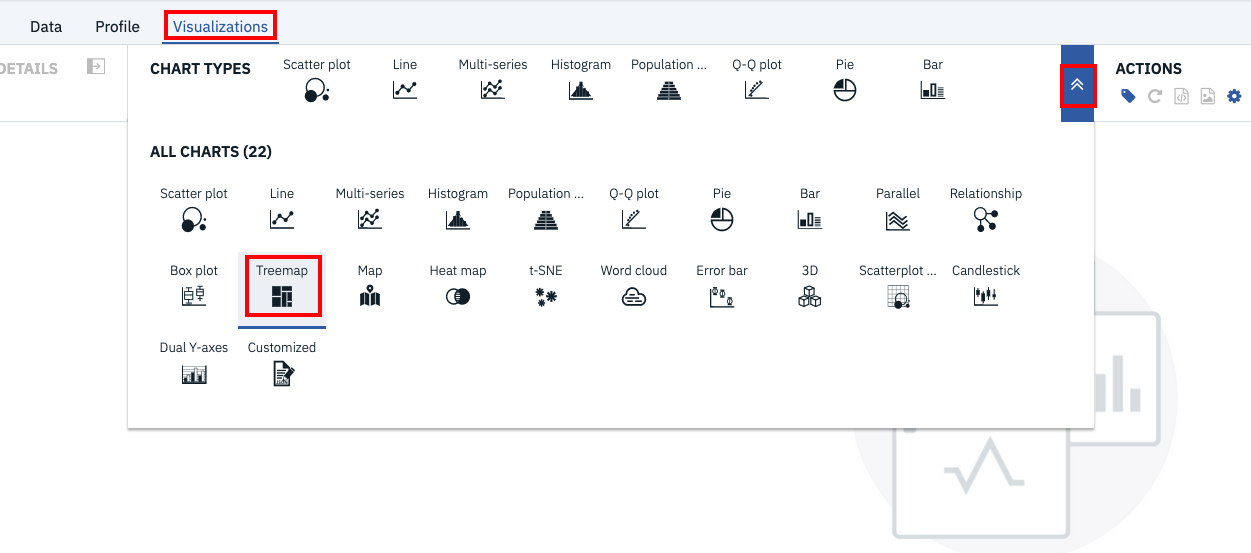 Data Profile Visualizations
DETAILS
CHART TYPES
Scatter plot Line Multi-series Histogram Population ... Q-Q plot Pie Bar
ACTIONS
ALL CHARTS (22)
Scatter plot Line Multi-series Histogram Population ... Q-Q plot Pie Bar Parallel Relationship
Box plot Treemap Map Heat map t-SNE Word cloud Error bar 3D Scatterplot ... Candlestick
Dual Y-axes Customized